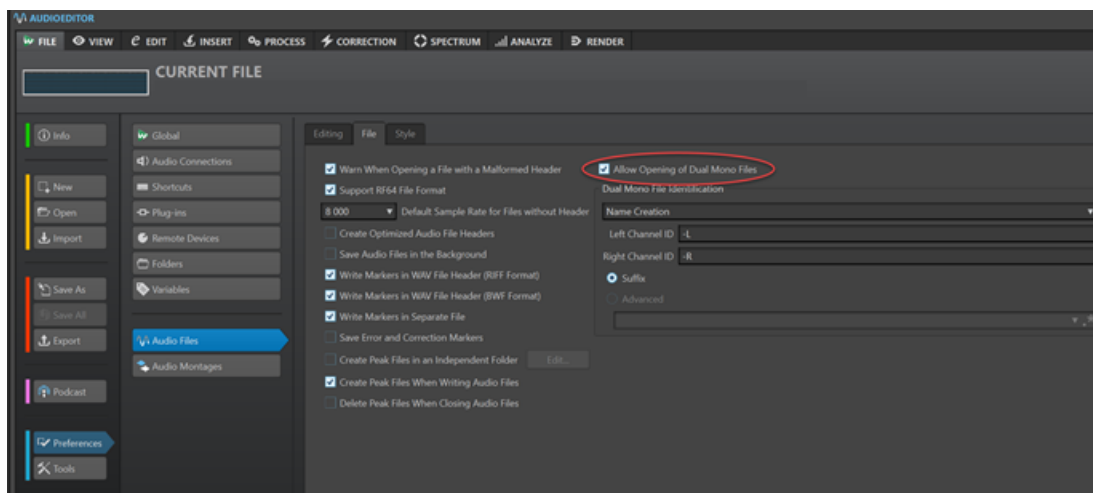 AUDIOEDITOR
FILE VIEW EDIT INSERT PROCESS CORRECTION SPECTRUM ANALYZE RENDER
CURRENT FILE
Info
New
Open
Import
Save As
Save All
Export
Podcast
Preferences
Tools
Global
Audio Connections
Shortcuts
Plug-ins
Remote Devices
Folders
Variables
Audio Files
Audio Montages
Editing File Style
Warn When Opening a File with a Malformed Header
Support RF64 File Format
8 000 Default Sample Rate for Files without Header
Create Optimized Audio File Headers
Save Audio Files in the Background
Write Markers in WAV File Header (RIFF Format)
Write Markers in WAV File Header (BWF Format)
Write Markers in Separate File
Save Error and Correction Markers
Create Peak Files in an Independent Folder Edit...
Create Peak Files When Writing Audio Files
Delete Peak Files When Closing Audio Files
Allow Opening of Dual Mono Files
Dual Mono File Identification
Name Creation
Left Channel ID -L
Right Channel ID -R
Suffix
Advanced